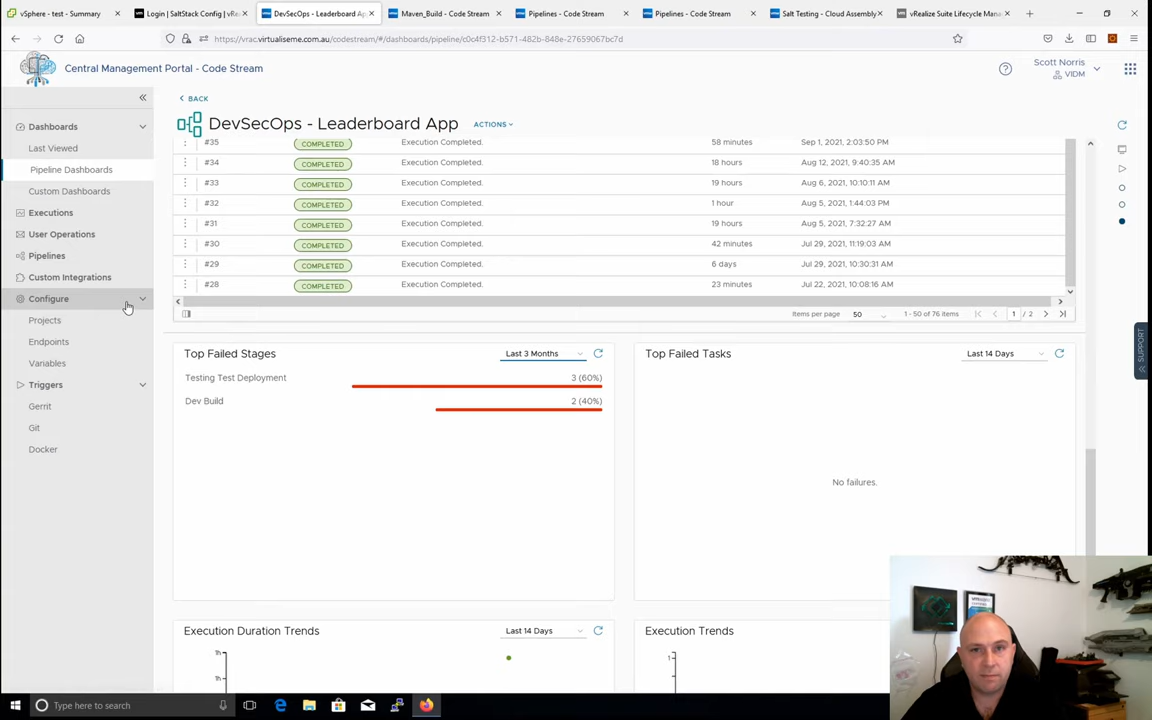 vSphere - test - Summary
Login | SaltStack Config | vRe
DevSecOps - Leaderboard Ap
Maven_Build - Code Stream
Pipelines - Code Stream
Pipelines - Code Stream
Salt Testing - Cloud Assembly
vRealize Suite Lifecycle Mana
https://vrac.virtualiseme.com.au/codestream/#/dashboards/pipeline/c0c4f312-b571-482b-848e-27659067bc7d
Central Management Portal - Code Stream
Scott Norris
VIDM
BACK
DevSecOps - Leaderboard App
ACTIONS
Dashboards
Last Viewed
Pipeline Dashboards
Custom Dashboards
Executions
User Operations
Pipelines
Custom Integrations
Configure
Projects
Endpoints
Variables
Triggers
Gerrit
Git
Docker
#35 COMPLETED Execution Completed. 58 minutes Sep 1, 2021, 2:03:50 PM
#34 COMPLETED Execution Completed. 18 hours Aug 12, 2021, 9:40:35 AM
#33 COMPLETED Execution Completed. 19 hours Aug 6, 2021, 10:10:11 AM
#32 COMPLETED Execution Completed. 1 hour Aug 5, 2021, 1:44:03 PM
#31 COMPLETED Execution Completed. 19 hours Aug 5, 2021, 7:32:27 AM
#30 COMPLETED Execution Completed. 42 minutes Jul 29, 2021, 11:19:03 AM
#29 COMPLETED Execution Completed. 6 days Jul 29, 2021, 10:30:31 AM
#28 COMPLETED Execution Completed. 23 minutes Jul 22, 2021, 10:08:16 AM
Items per page 50 1 - 50 of 76 items 1 / 2
SUPPORT
Top Failed Stages Last 3 Months
Testing Test Deployment 3 (60%)
Dev Build 2 (40%)
Top Failed Tasks Last 14 Days
No failures.
Execution Duration Trends Last 14 Days
1h
1h
Execution Trends
1
Type here to search